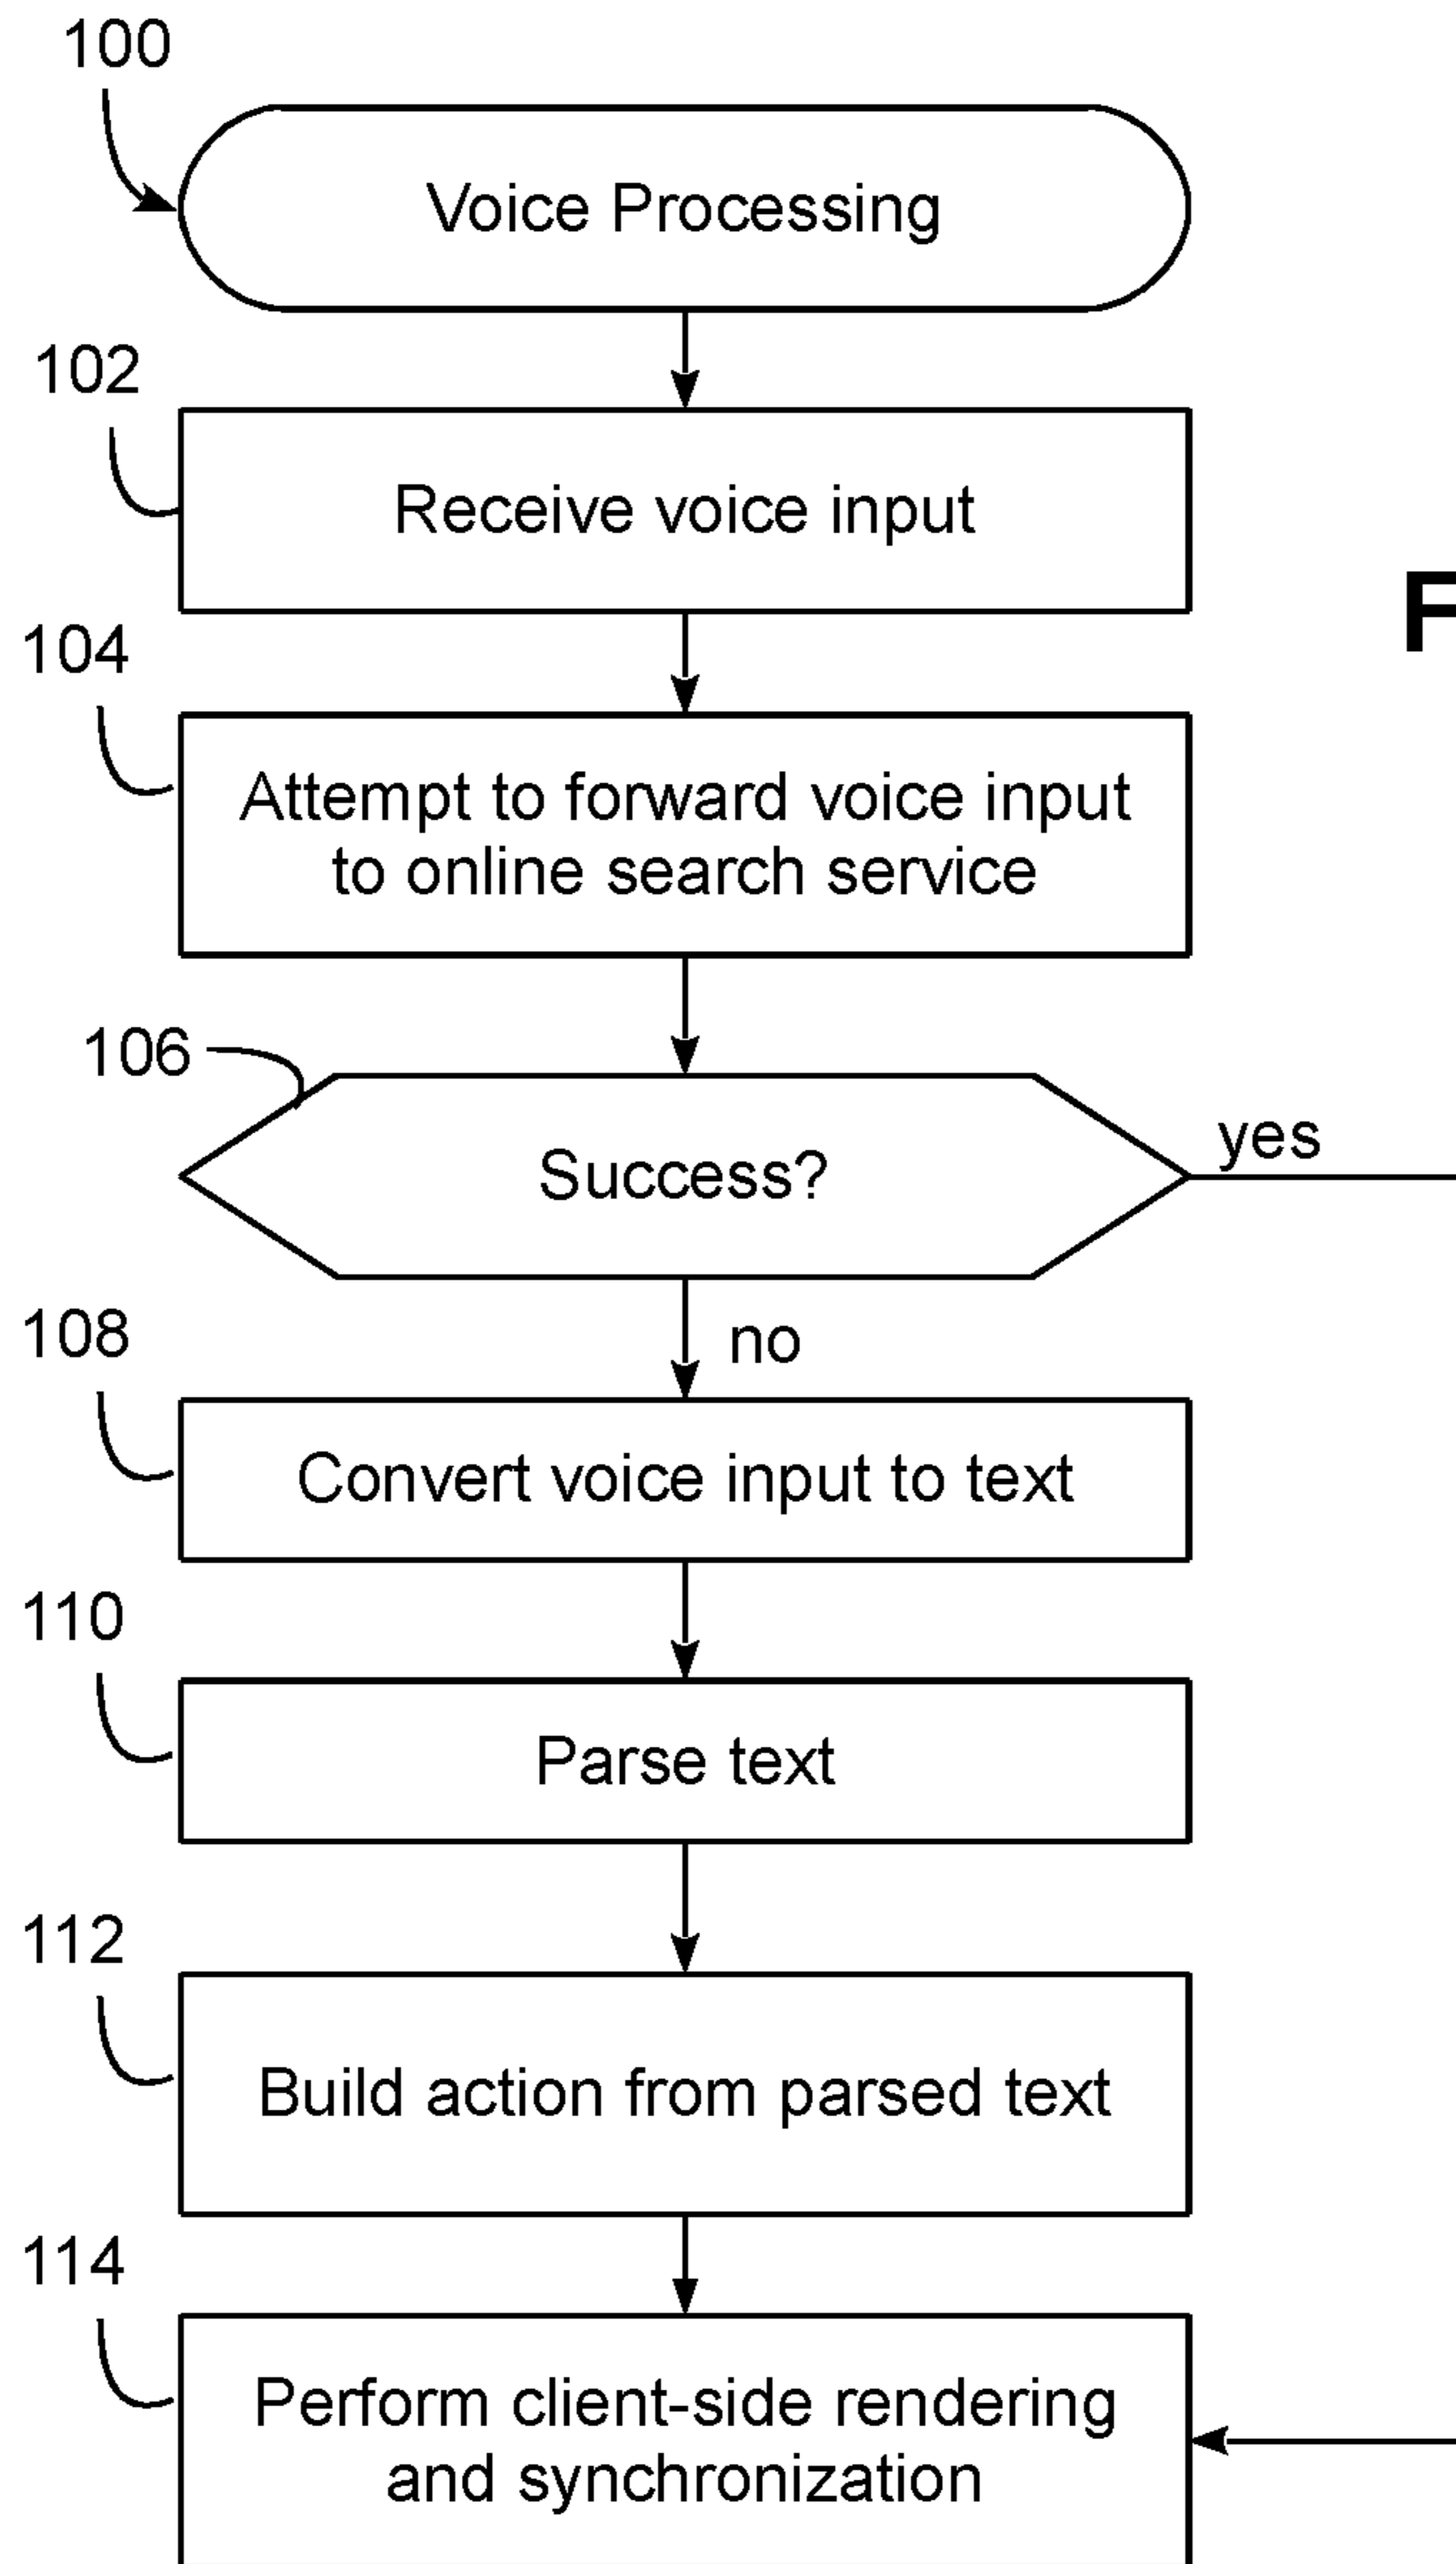 100
Voice Processing
102
Receive voice input
104
Attempt to forward voice input
to online search service
106
Success?
yes
no
108
Convert voice input to text
110
Parse text
112
Build action from parsed text
114
Perform client-side rendering
and synchronization